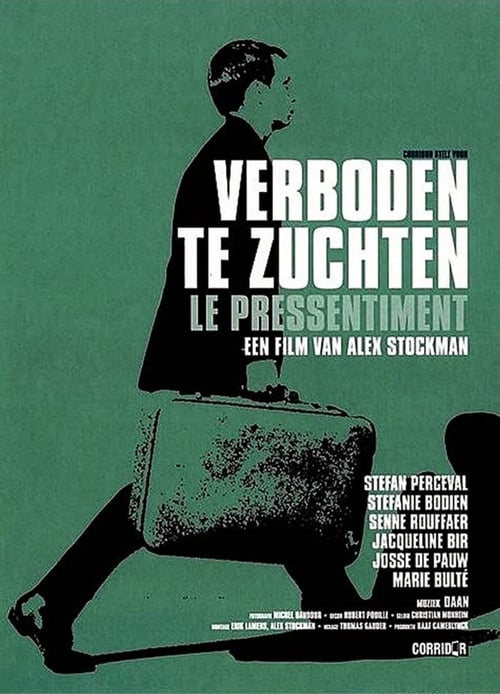 CORRIDOR STELT VOOR
VERBODEN
TE ZUCHTEN
LE PRESSENTIMENT
EEN FILM VAN ALEX STOCKMAN
STEFAN PERCEVAL
STEFANIE BODIEN
SENNE ROUFFAER
JACQUELINE BIR
JOSSE DE PAUW
MARIE BULTÉ
MUZIEK DAAN
FOTOGRAFIE MICHEL BAUDOUR • DECOR HUBERT POUILLE • GELUID CHRISTIAN MONHEIM
MONTAGE ERIK LAMENS, ALEX STOCKMAN • MIXAGE THOMAS GAUDER • PRODUKTIE KAAT CAMERLYNCK
CORRIDOR